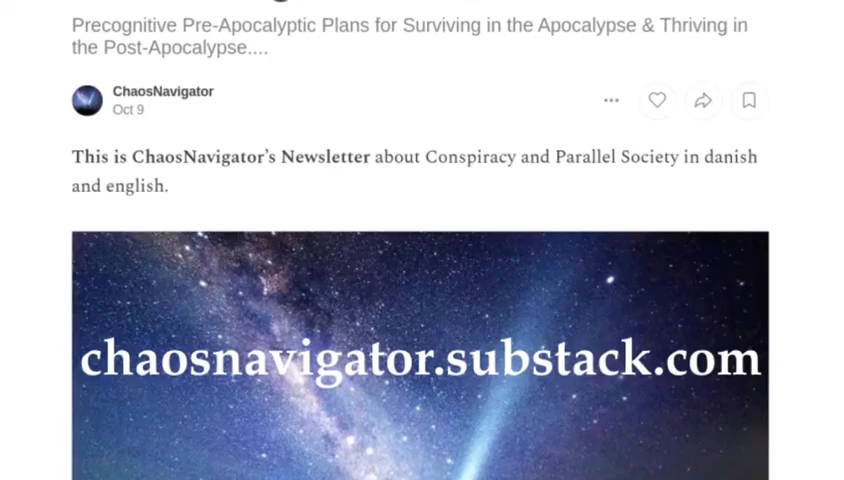 Precognitive Pre-Apocalyptic Plans for Surviving in the Apocalypse & Thriving in
the Post-Apocalypse....
ChaosNavigator
Oct 9
This is ChaosNavigator’s Newsletter about Conspiracy and Parallel Society in danish
and english.
chaosnavigator.substack.com